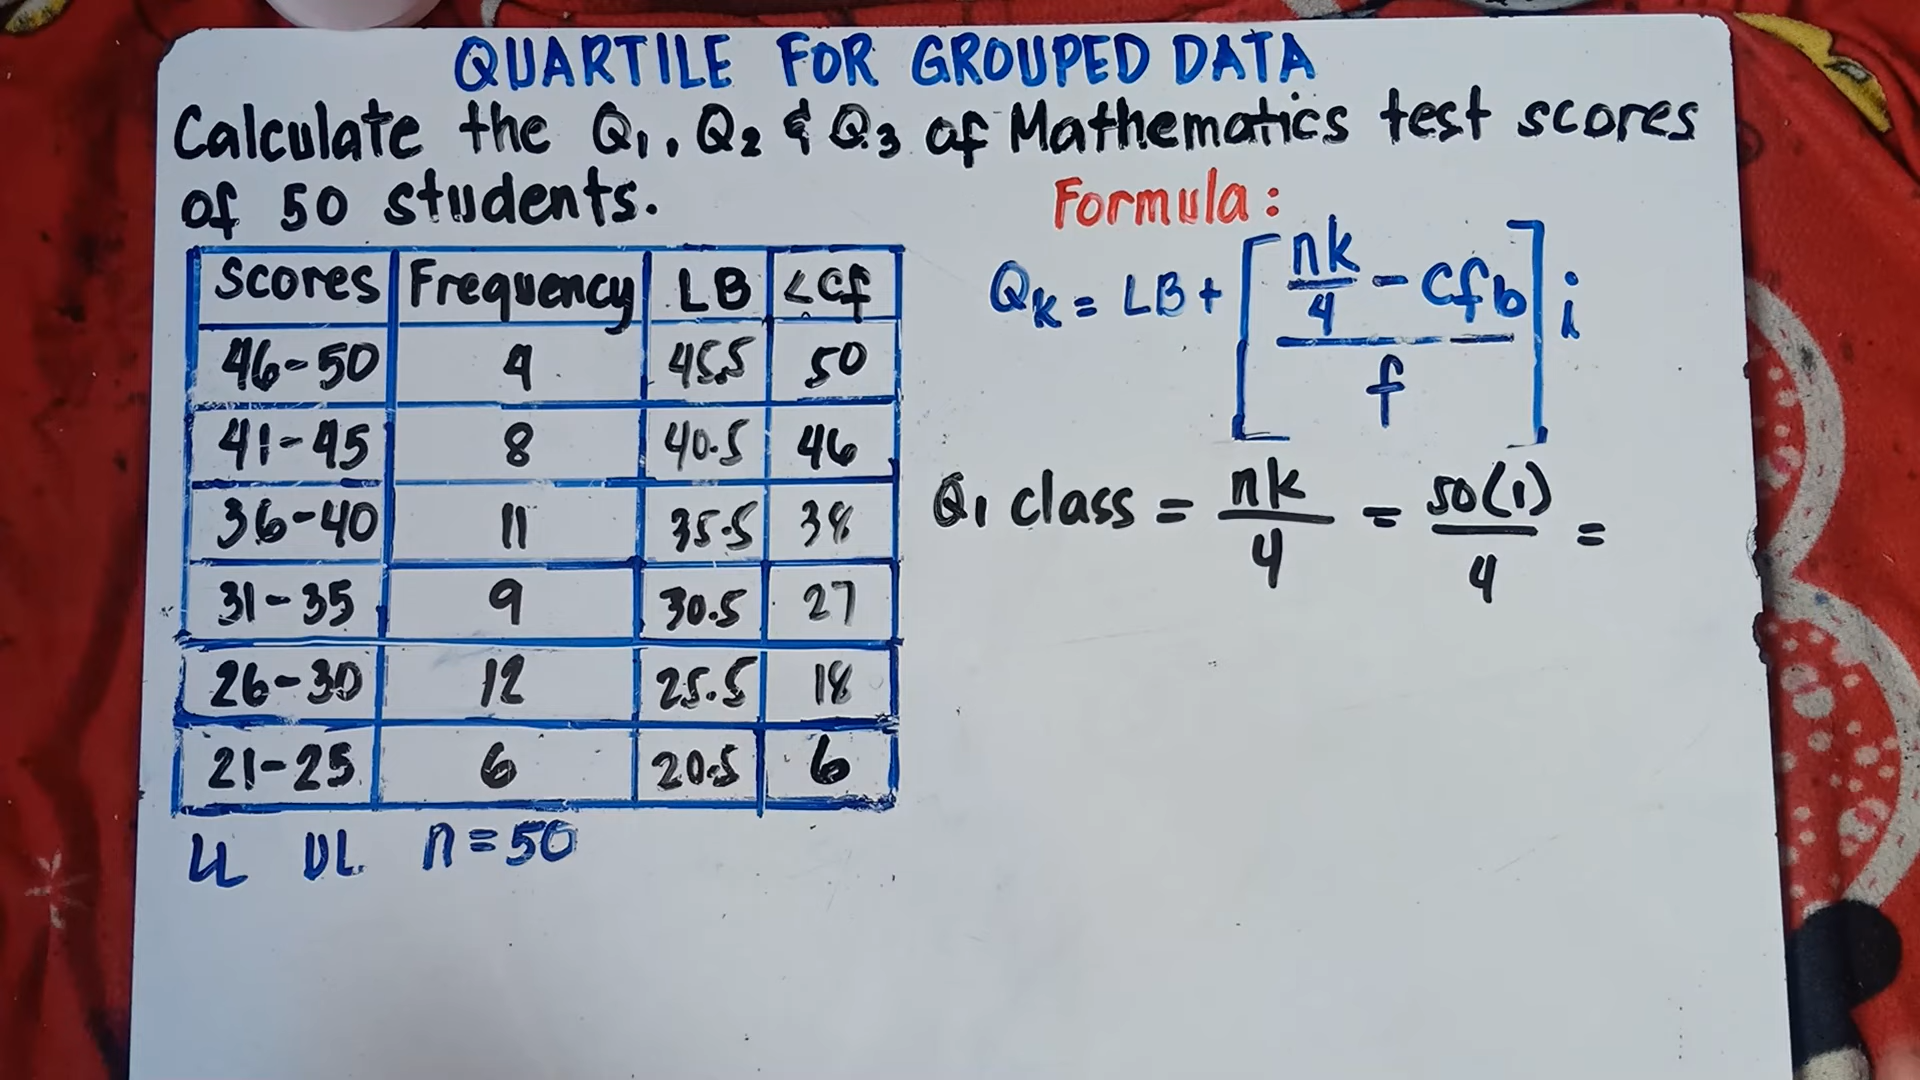 QUARTILE FOR GROUPED DATA
Calculate the Q1, Q2 & Q3 of Mathematics test scores
of 50 students.
Scores Frequency LB <cf
46-50 4 45.5 50
41-45 8 40.5 46
36-40 11 35.5 38
31-35 9 30.5 27
26-30 12 25.5 18
21-25 6 20.5 6
LL UL n=50
Formula:
Qk = LB + [ (nk/4 - cfb) / f ] i
Q1 class = nk/4 = 50(1)/4 =